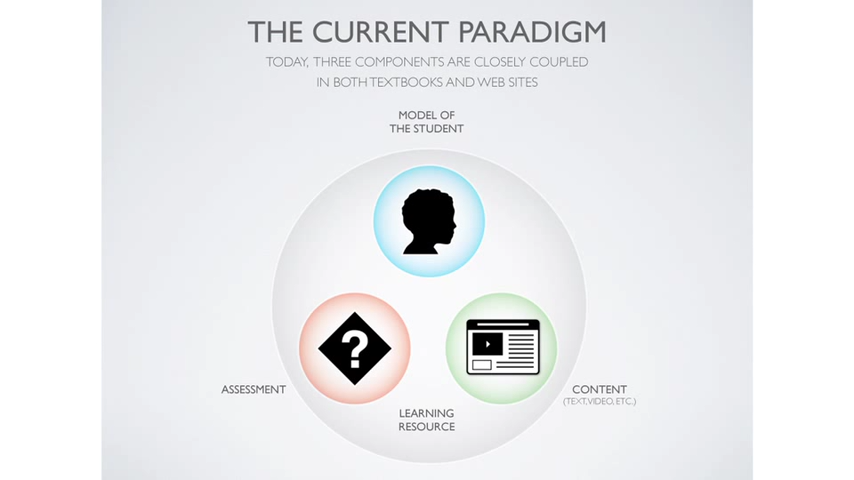 THE CURRENT PARADIGM
TODAY, THREE COMPONENTS ARE CLOSELY COUPLED
IN BOTH TEXTBOOKS AND WEB SITES
MODEL OF
THE STUDENT
?
ASSESSMENT
CONTENT
(TEXT, VIDEO, ETC.)
LEARNING
RESOURCE